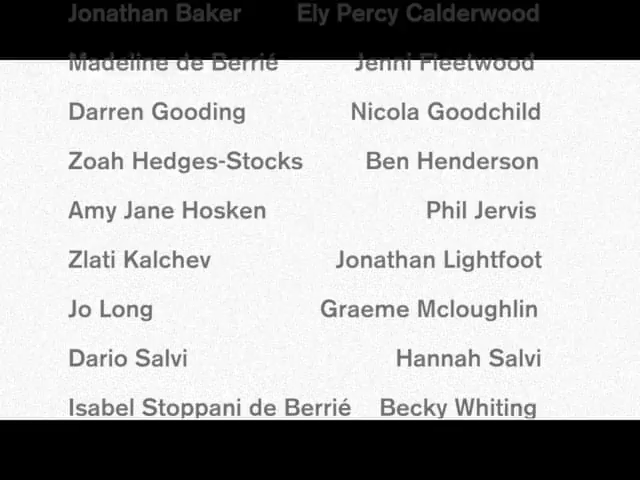 Jonathan Baker Ely Percy Calderwood
Madeline de Berrié Jenni Fleetwood
Darren Gooding Nicola Goodchild
Zoah Hedges-Stocks Ben Henderson
Amy Jane Hosken Phil Jervis
Zlati Kalchev Jonathan Lightfoot
Jo Long Graeme Mcloughlin
Dario Salvi Hannah Salvi
Isabel Stoppani de Berrié Becky Whiting